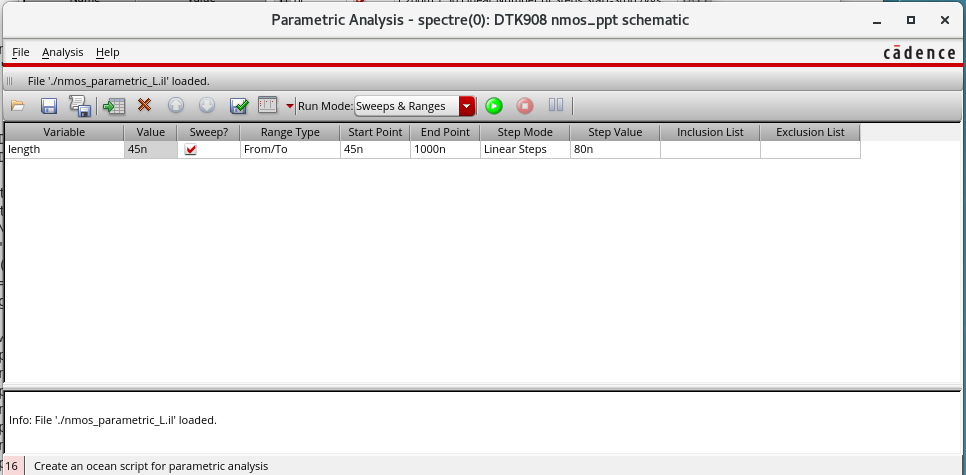 Parametric Analysis - spectre(0): DTK908 nmos_ppt schematic
File Analysis Help cādence
File './nmos_parametric_L.il' loaded.
Run Mode: Sweeps & Ranges
Variable Value Sweep? Range Type Start Point End Point Step Mode Step Value Inclusion List Exclusion List
length 45n From/To 45n 1000n Linear Steps 80n
Info: File './nmos_parametric_L.il' loaded.
16 Create an ocean script for parametric analysis